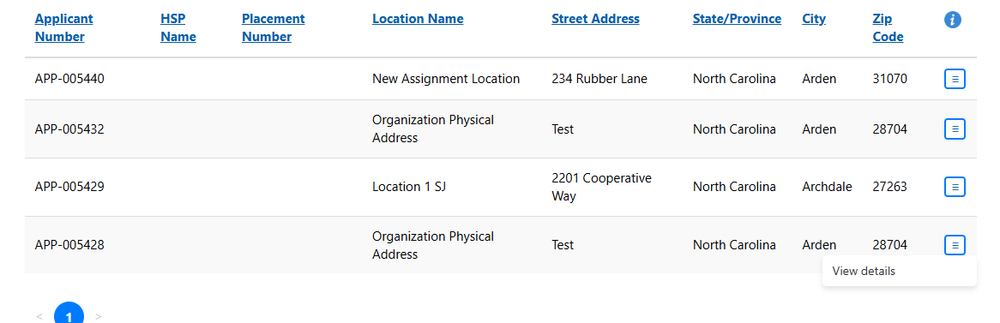 Applicant Number HSP Name Placement Number Location Name Street Address State/Province City Zip Code i
APP-005440 New Assignment Location 234 Rubber Lane North Carolina Arden 31070
APP-005432 Organization Physical Address Test North Carolina Arden 28704
APP-005429 Location 1 SJ 2201 Cooperative Way North Carolina Archdale 27263
APP-005428 Organization Physical Address Test North Carolina Arden 28704
View details
< 1 >